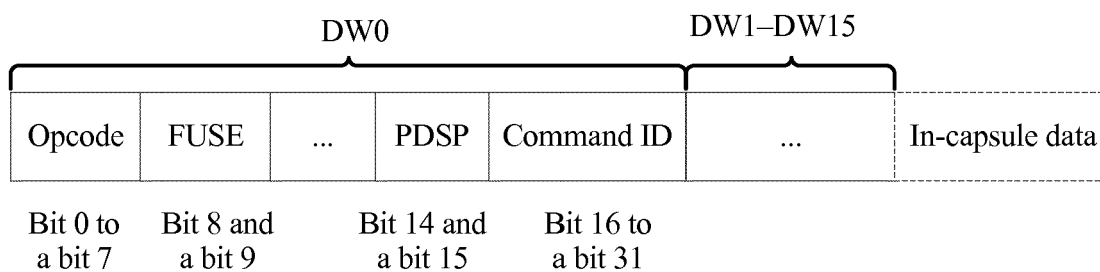 DW0
DW1–DW15
Opcode
FUSE
...
PDSP
Command ID
...
In-capsule data
Bit 0 to
a bit 7
Bit 8 and
a bit 9
Bit 14 and
a bit 15
Bit 16 to
a bit 31